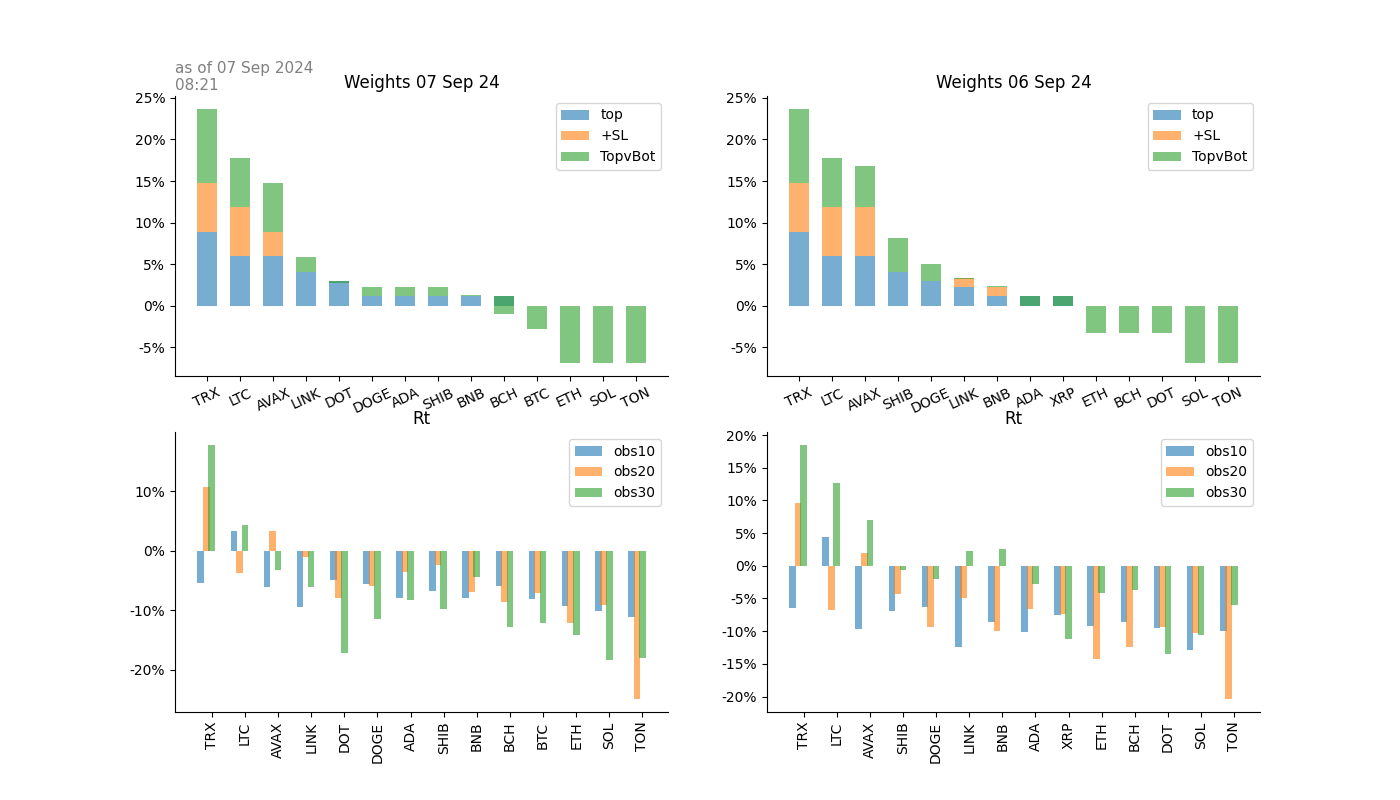 as of 07 Sep 2024
08:21
Weights 07 Sep 24
25%
20%
15%
10%
5%
0%
-5%
top
+SL
TopvBot
TRX LTC AVAX LINK DOT DOGE ADA SHIB BNB BCH BTC ETH SOL TON
Weights 06 Sep 24
25%
20%
15%
10%
5%
0%
-5%
top
+SL
TopvBot
TRX LTC AVAX SHIB DOGE LINK BNB ADA XRP ETH BCH DOT SOL TON
Rt
10%
0%
-10%
-20%
obs10
obs20
obs30
TRX LTC AVAX LINK DOT DOGE ADA SHIB BNB BCH BTC ETH SOL TON
Rt
20%
15%
10%
5%
0%
-5%
-10%
-15%
-20%
obs10
obs20
obs30
TRX LTC AVAX SHIB DOGE LINK BNB ADA XRP ETH BCH DOT SOL TON